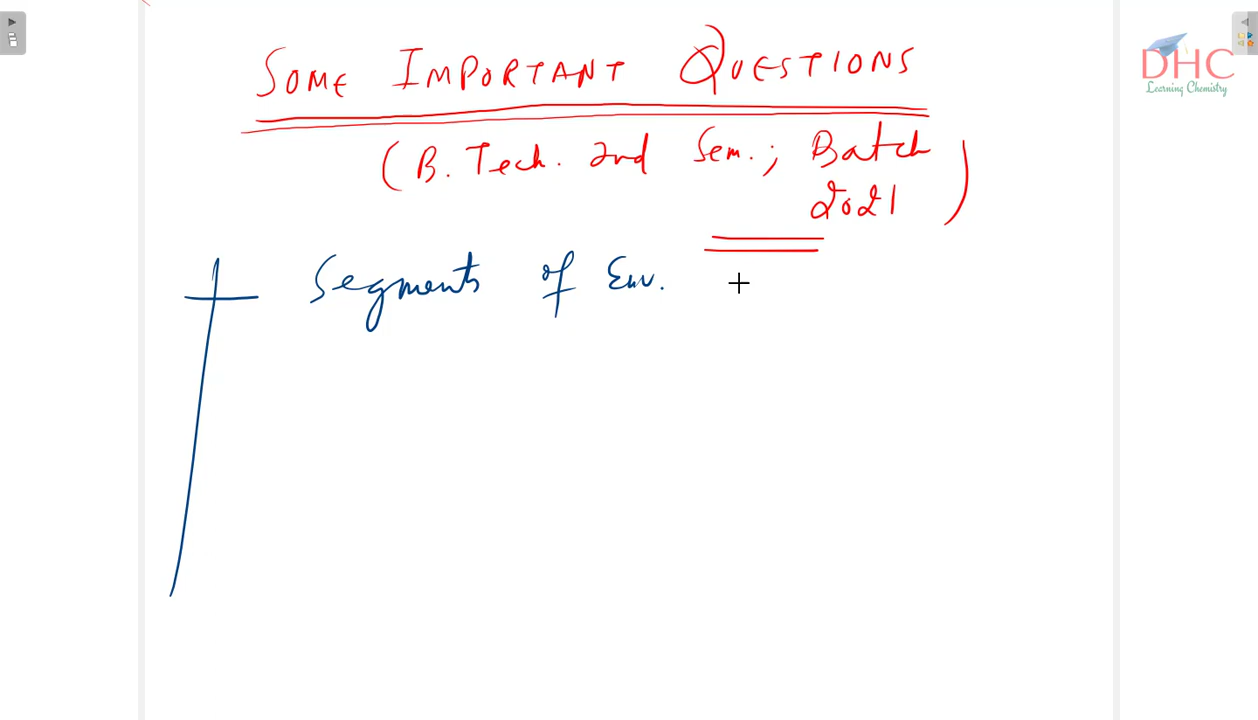 SOME IMPORTANT QUESTIONS
(B. Tech. 2nd Sem.; Batch
2021)
Segments of Env.
DHC
Learning Chemistry